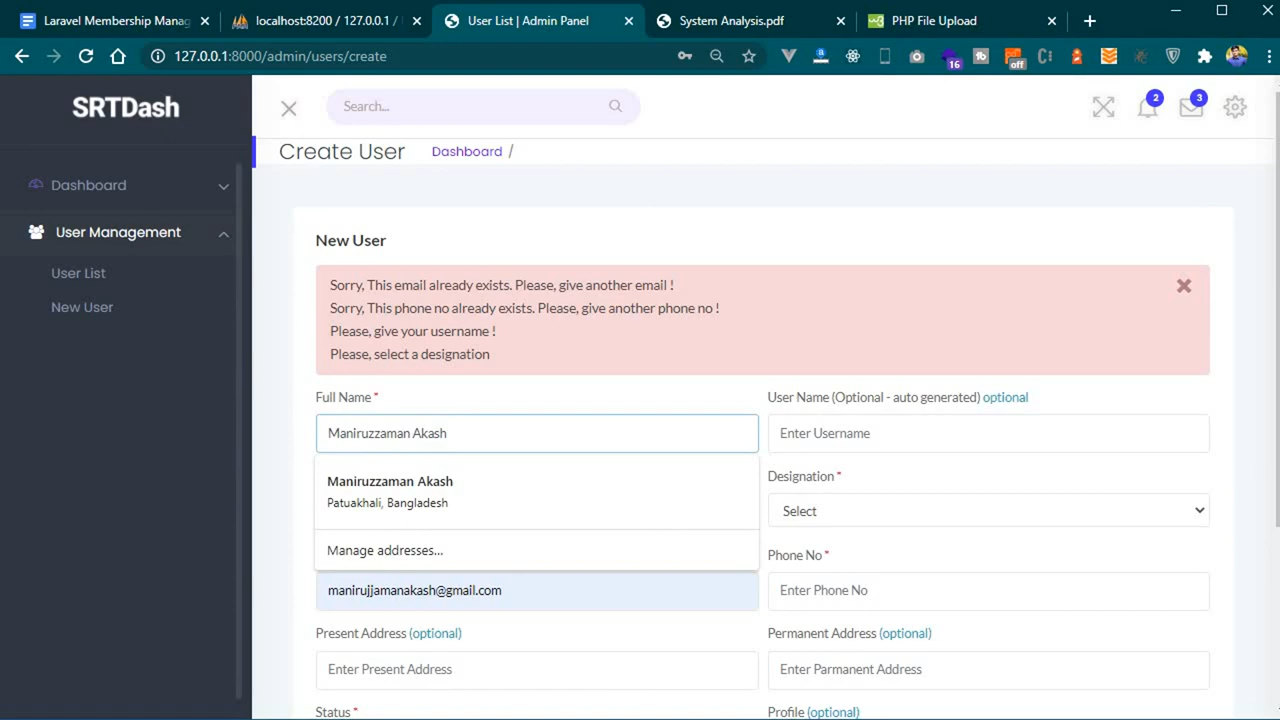 Laravel Membership Manag
localhost:8200 / 127.0.0.1 /
User List | Admin Panel
System Analysis.pdf
PHP File Upload
127.0.0.1:8000/admin/users/create
16
off
SRTDash
Search...
2
3
Create User
Dashboard /
Dashboard
User Management
User List
New User
New User
Sorry, This email already exists. Please, give another email !
Sorry, This phone no already exists. Please, give another phone no !
Please, give your username !
Please, select a designation
Full Name *
User Name (Optional - auto generated) optional
Maniruzzaman Akash
Enter Username
Maniruzzaman Akash
Patuakhali, Bangladesh
Designation *
Select
Manage addresses...
Phone No *
manirujjamanakash@gmail.com
Enter Phone No
Present Address (optional)
Permanent Address (optional)
Enter Present Address
Enter Parmanent Address
Status *
Profile (optional)